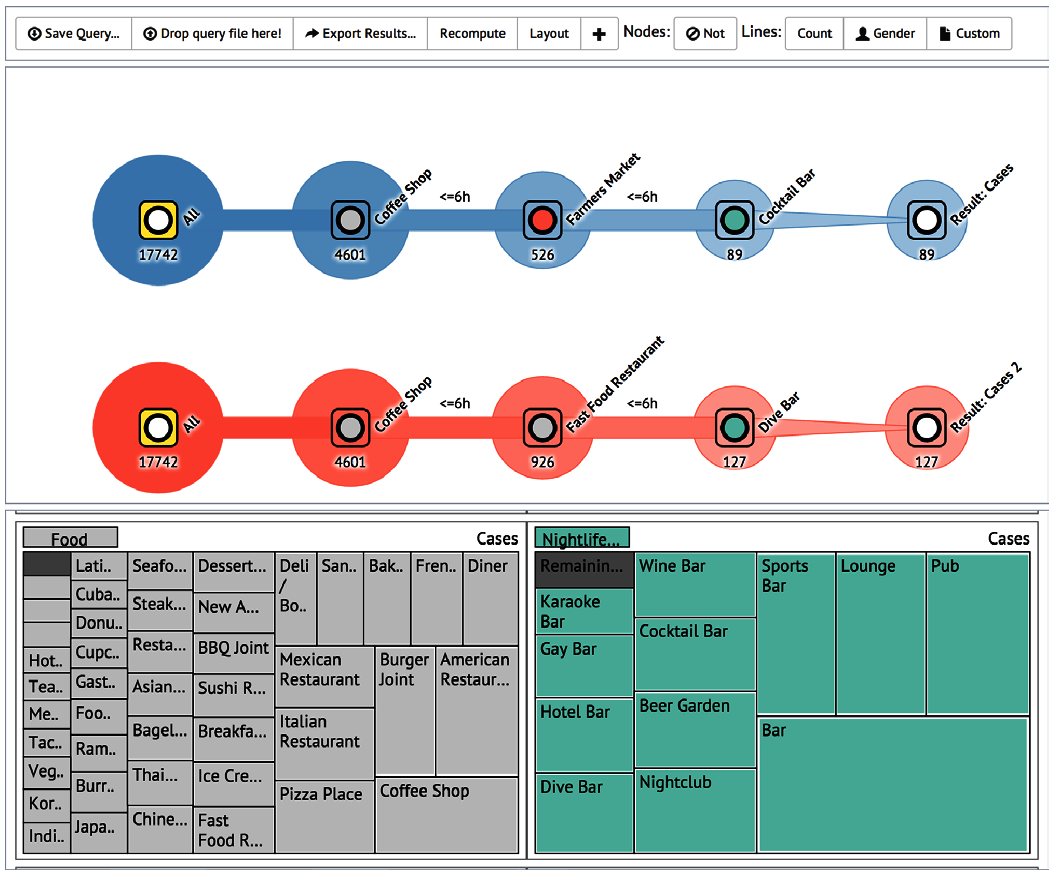 Save Query... Drop query file here! Export Results... Recompute Layout + Nodes: Not Lines: Count Gender Custom
All
Coffee Shop
<=6h
Farmers Market
<=6h
Cocktail Bar
Result: Cases
17742
4601
526
89
89
All
Coffee Shop
<=6h
Fast Food Restaurant
<=6h
Dive Bar
Result: Cases 2
17742
4601
926
127
127
Food
Cases
Hot..
Tea..
Me..
Tac..
Veg..
Kor..
Indi..
Lati..
Cuba..
Donu..
Cupc..
Gast..
Foo..
Ram..
Burr..
Japa..
Seafo...
Steak...
Resta...
Asian...
Bagel...
Thai...
Chine...
Dessert...
New A...
BBQ Joint
Sushi R...
Breakfa...
Ice Cre...
Fast
Food R...
Deli
/
Bo..
San..
Bak..
Fren..
Diner
Mexican
Restaurant
Italian
Restaurant
Pizza Place
Burger
Joint
American
Restaur...
Coffee Shop
Nightlife...
Cases
Remainin...
Karaoke
Bar
Gay Bar
Hotel Bar
Dive Bar
Wine Bar
Cocktail Bar
Beer Garden
Nightclub
Sports
Bar
Lounge
Pub
Bar